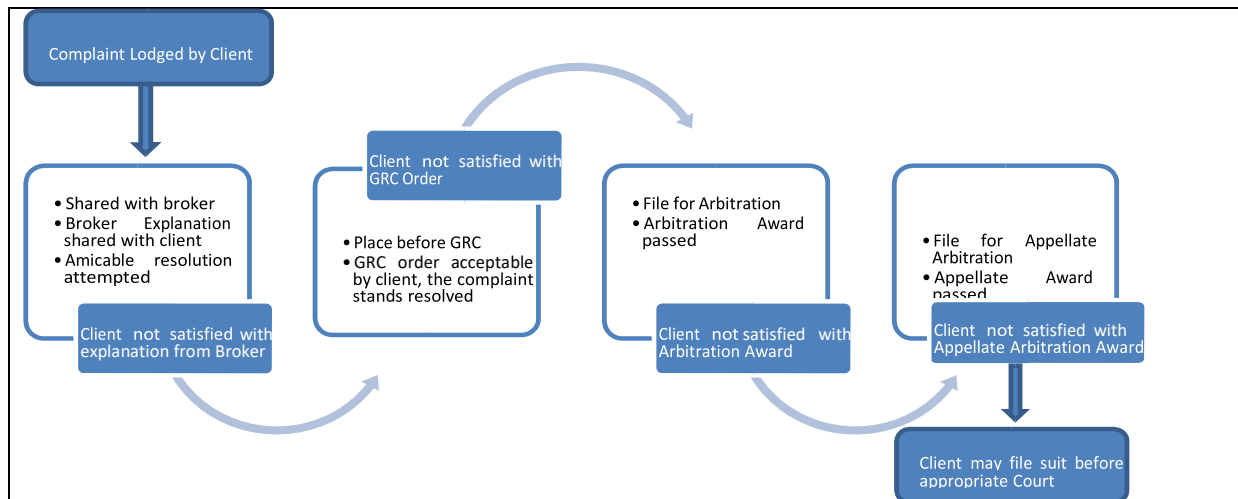 Complaint Lodged by Client
• Shared with broker
• Broker Explanation
shared with client
• Amicable resolution
attempted
Client not satisfied with
explanation from Broker
Client not satisfied with
GRC Order
• Place before GRC
• GRC order acceptable
by client, the complaint
stands resolved
• File for Arbitration
• Arbitration Award
passed
Client not satisfied with
Arbitration Award
• File for Appellate
Arbitration
• Appellate Award
passed
Client not satisfied with
Appellate Arbitration Award
Client may file suit before
appropriate Court